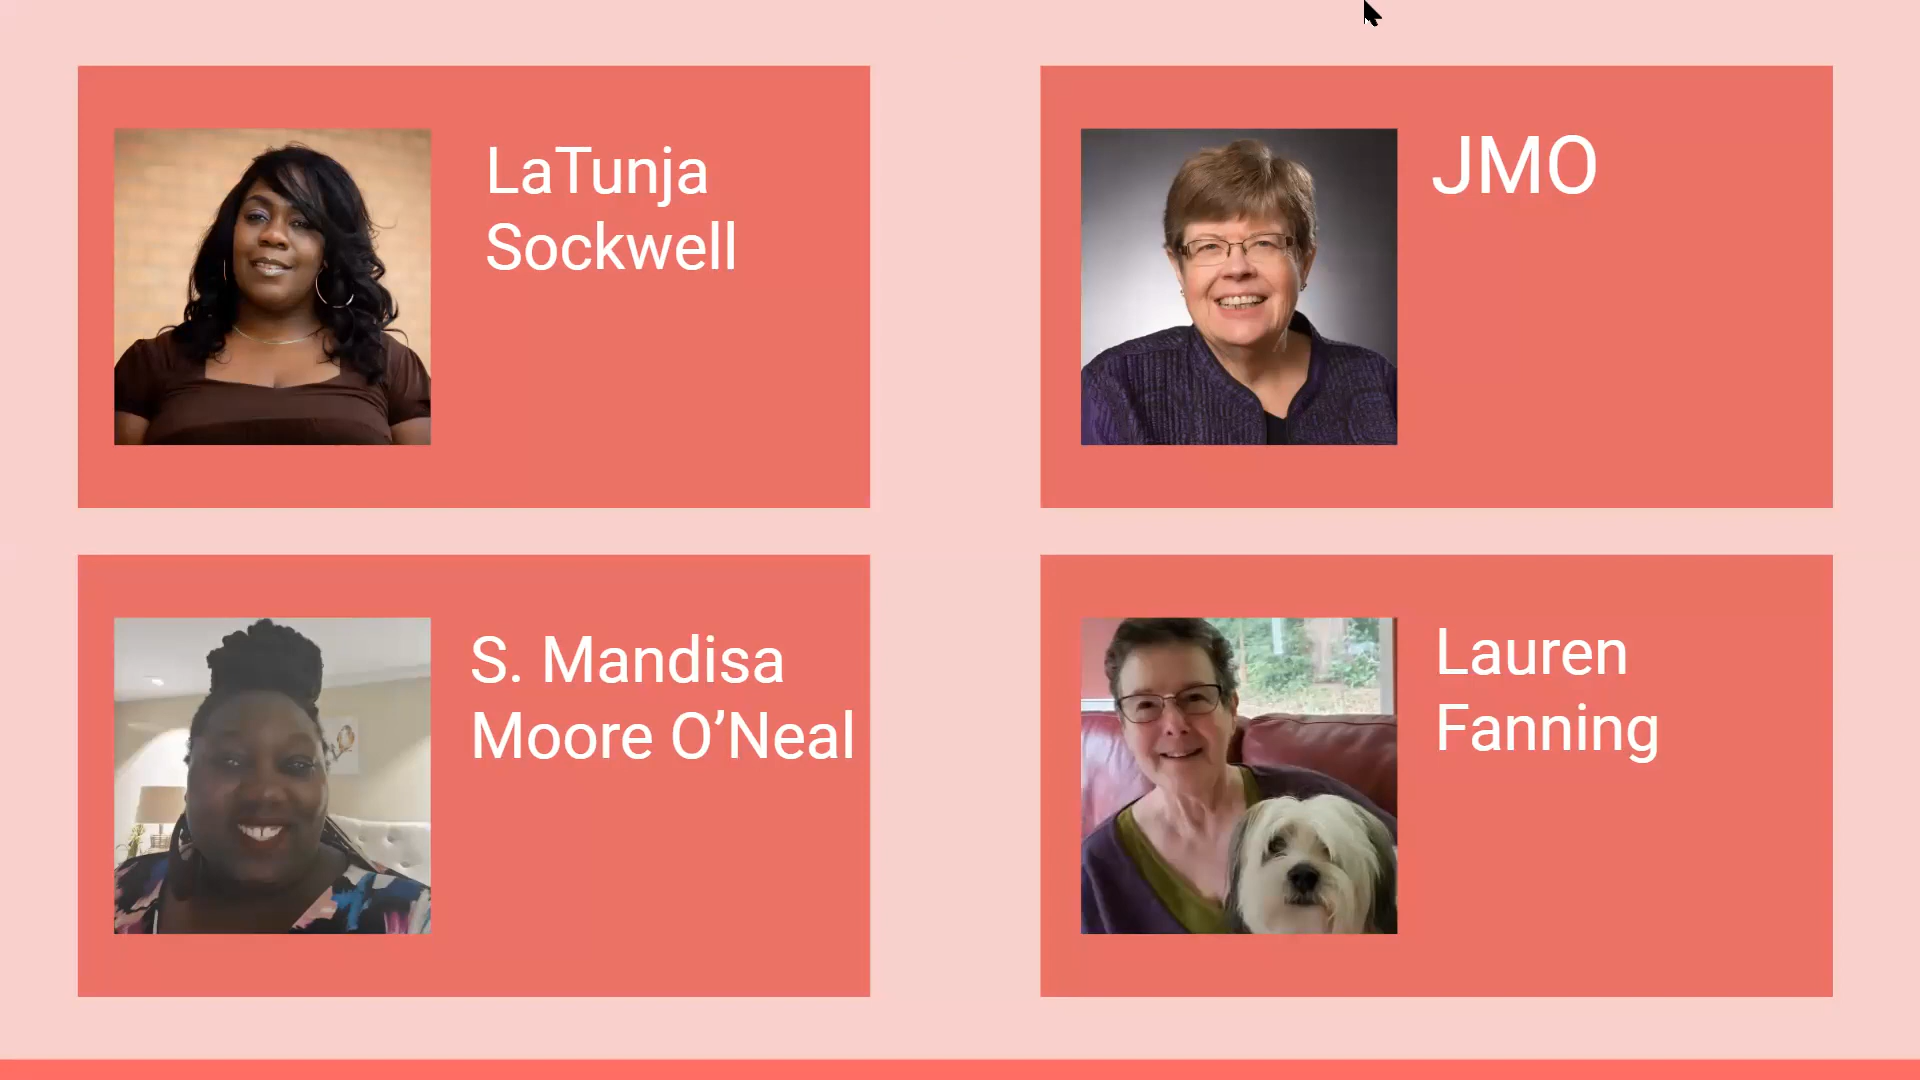 LaTunja
Sockwell
JMO
S. Mandisa
Moore O’Neal
Lauren
Fanning